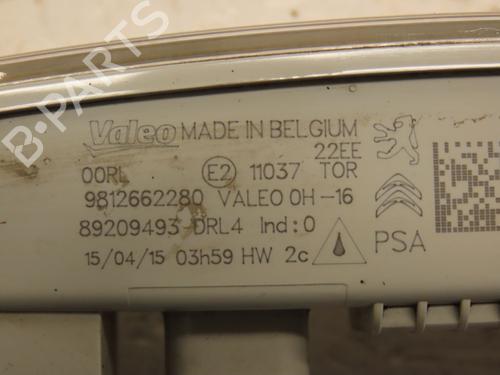 Valeo MADE IN BELGIUM
22EE
00RL E2 11037 TOR
9812662280 VALEO 0H-16
89209493 DRL4 Ind:0
15/04/15 03h59 HW 2c
PSA
B-PARTS